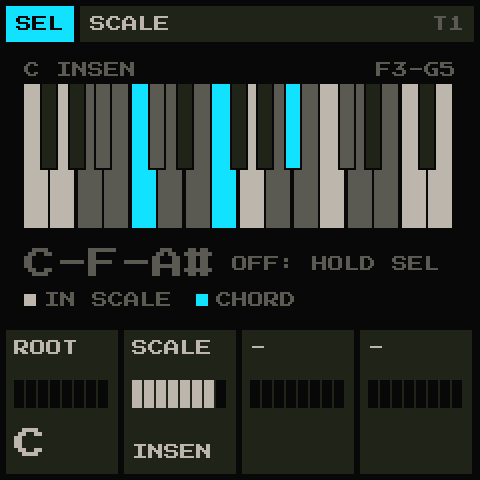 SEL SCALE T1
C INSEN F3-G5
C-F-A# OFF: HOLD SEL
IN SCALE CHORD
ROOT SCALE - -
C INSEN